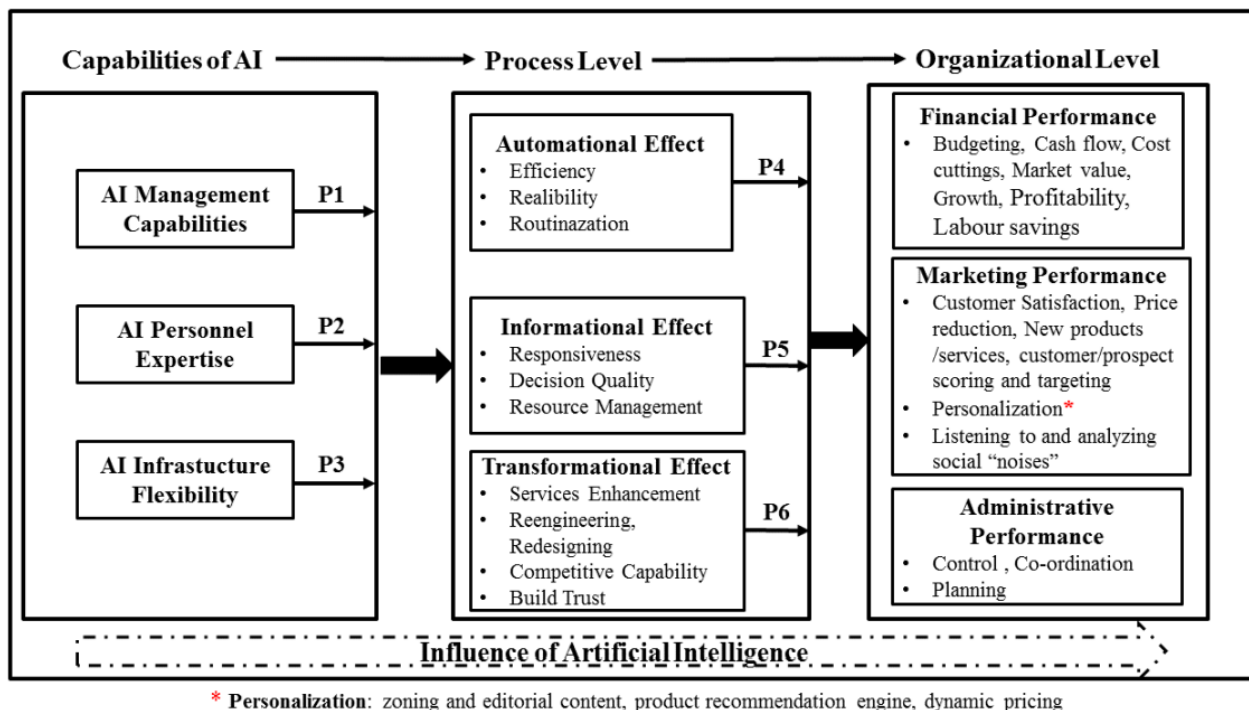 Capabilities of AI
Process Level
Organizational Level
AI Management
Capabilities
P1
AI Personnel
Expertise
P2
AI Infrastucture
Flexibility
P3
Automational Effect
• Efficiency
• Realibility
• Routinazation
P4
Informational Effect
• Responsiveness
• Decision Quality
• Resource Management
P5
Transformational Effect
• Services Enhancement
• Reengineering,
Redesigning
• Competitive Capability
• Build Trust
P6
Financial Performance
• Budgeting, Cash flow, Cost
cuttings, Market value,
Growth, Profitability,
Labour savings
Marketing Performance
• Customer Satisfaction, Price
reduction, New products
/services, customer/prospect
scoring and targeting
• Personalization*
• Listening to and analyzing
social “noises”
Administrative
Performance
• Control , Co-ordination
• Planning
Influence of Artificial Intelligence
* Personalization: zoning and editorial content, product recommendation engine, dynamic pricing